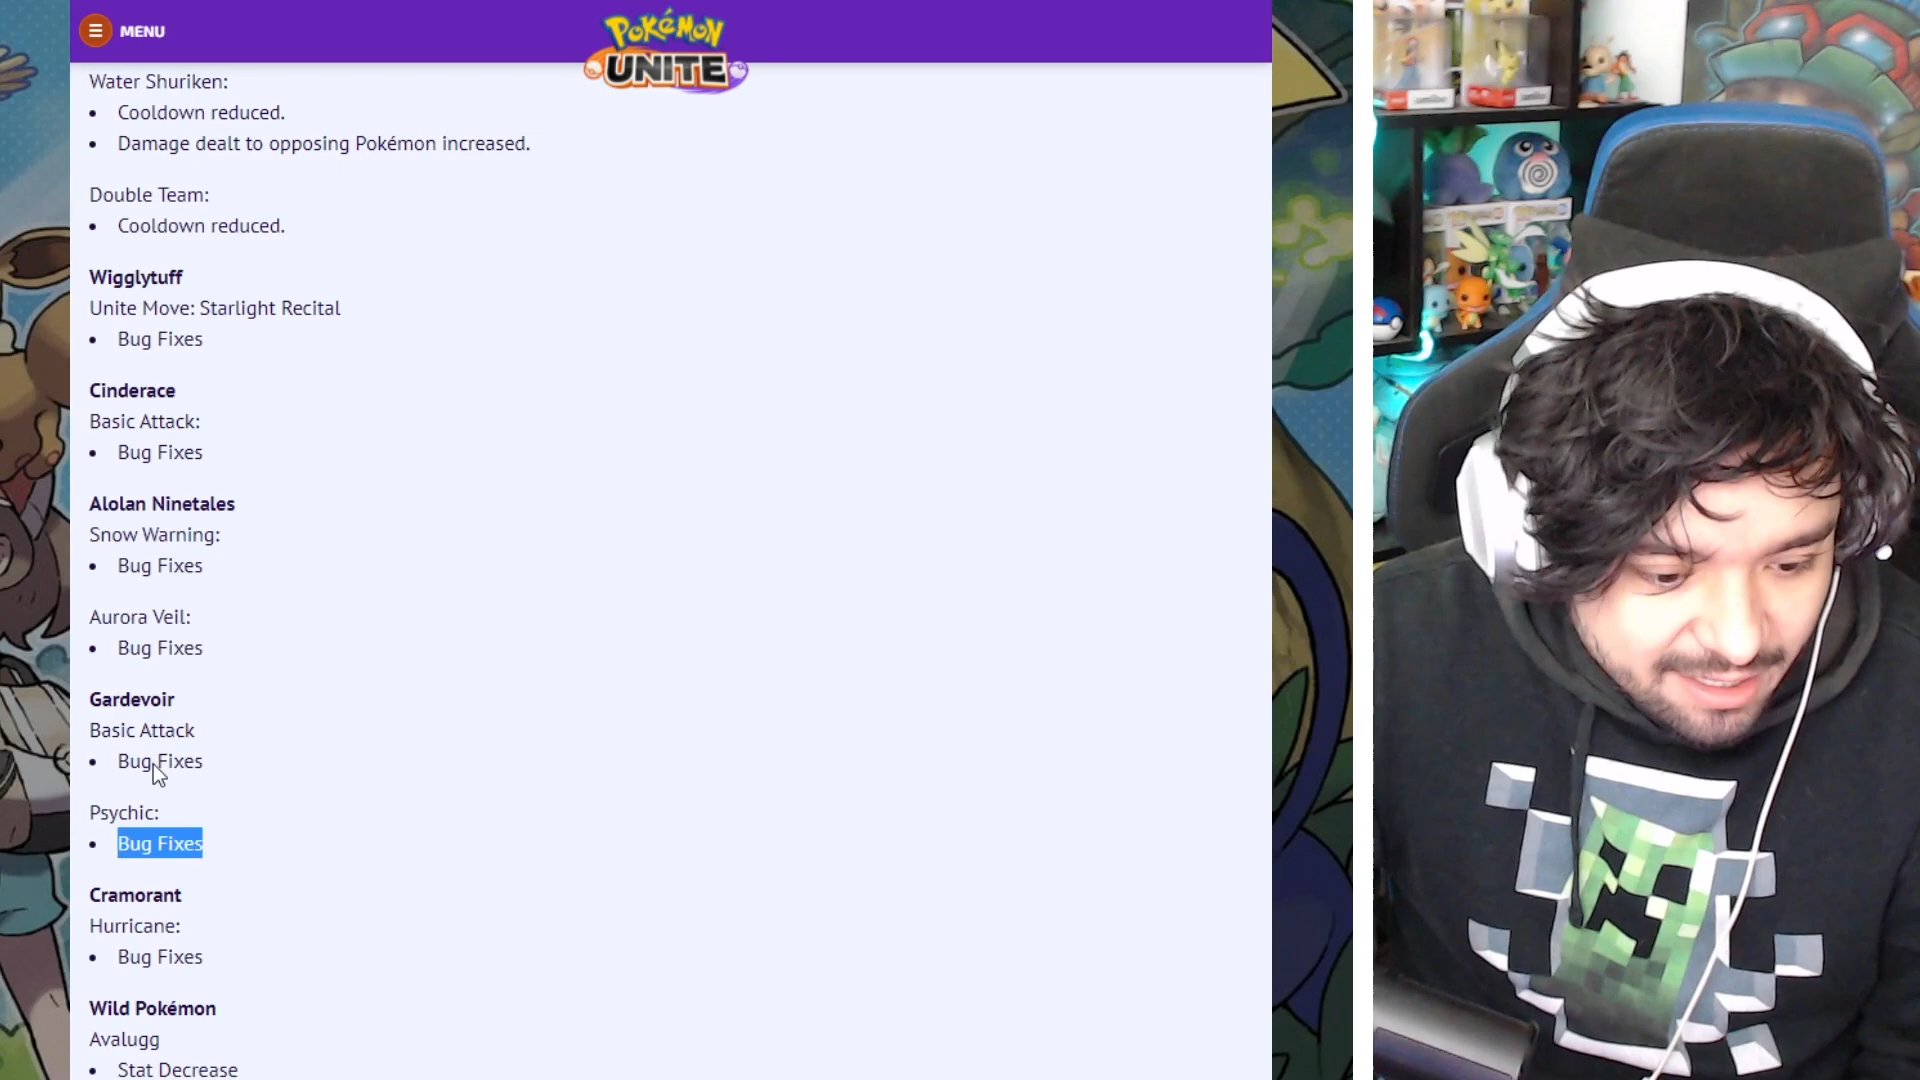 MENU
Pokémon
UNITE
Water Shuriken:
• Cooldown reduced.
• Damage dealt to opposing Pokémon increased.
Double Team:
• Cooldown reduced.
Wigglytuff
Unite Move: Starlight Recital
• Bug Fixes
Cinderace
Basic Attack:
• Bug Fixes
Alolan Ninetales
Snow Warning:
• Bug Fixes
Aurora Veil:
• Bug Fixes
Gardevoir
Basic Attack
• Bug Fixes
Psychic:
• Bug Fixes
Cramorant
Hurricane:
• Bug Fixes
Wild Pokémon
Avalugg
• Stat Decrease